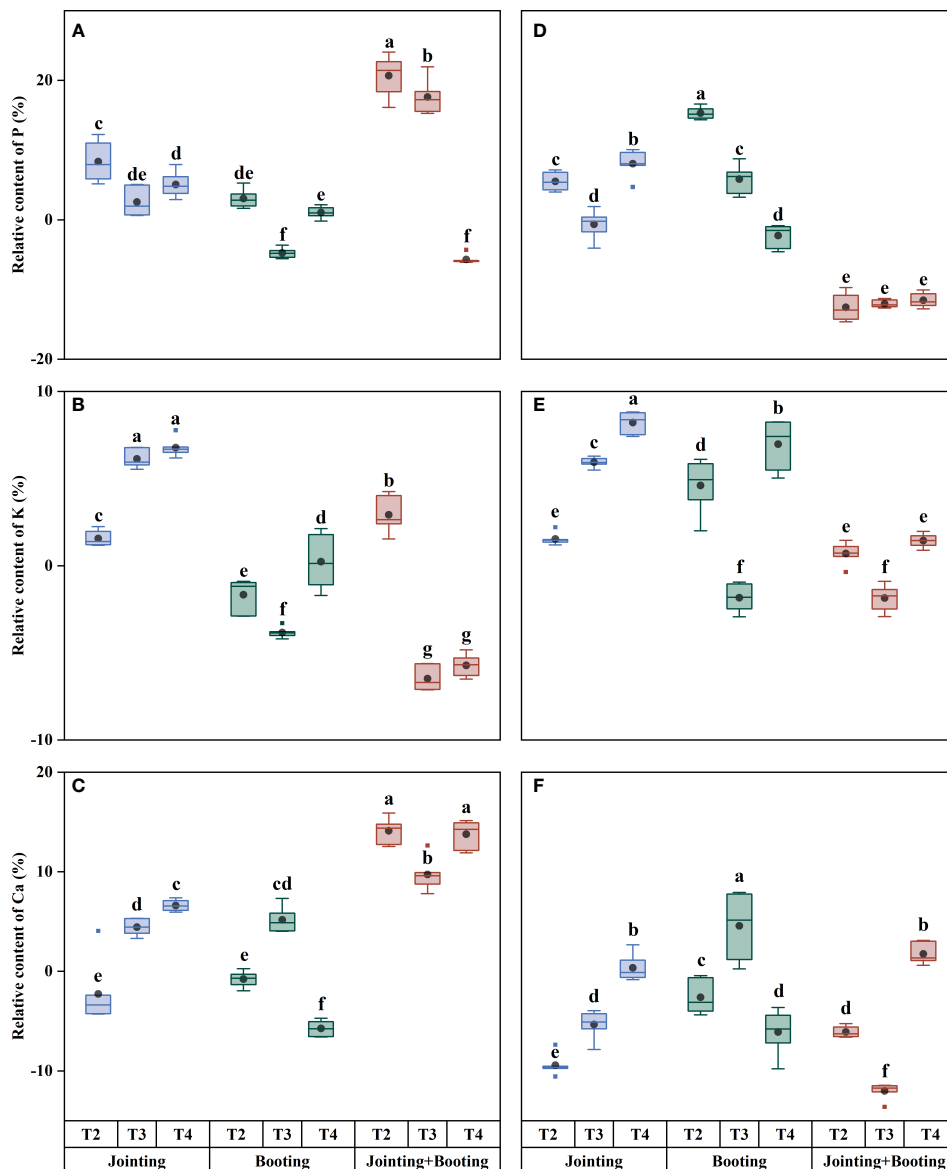 A
D
Relative content of P (%)
20
0
-20
c
de
d
de
f
e
a
b
f
c
d
b
a
c
d
e
e
e
B
E
Relative content of K (%)
10
0
-10
c
a
a
e
f
d
b
g
g
e
c
a
d
f
b
e
f
e
C
F
Relative content of Ca (%)
20
10
0
-10
e
d
c
e
cd
f
a
b
a
e
d
b
c
a
d
d
f
b
T2 T3 T4 T2 T3 T4 T2 T3 T4 T2 T3 T4 T2 T3 T4 T2 T3 T4
Jointing Booting Jointing+Booting Jointing Booting Jointing+Booting